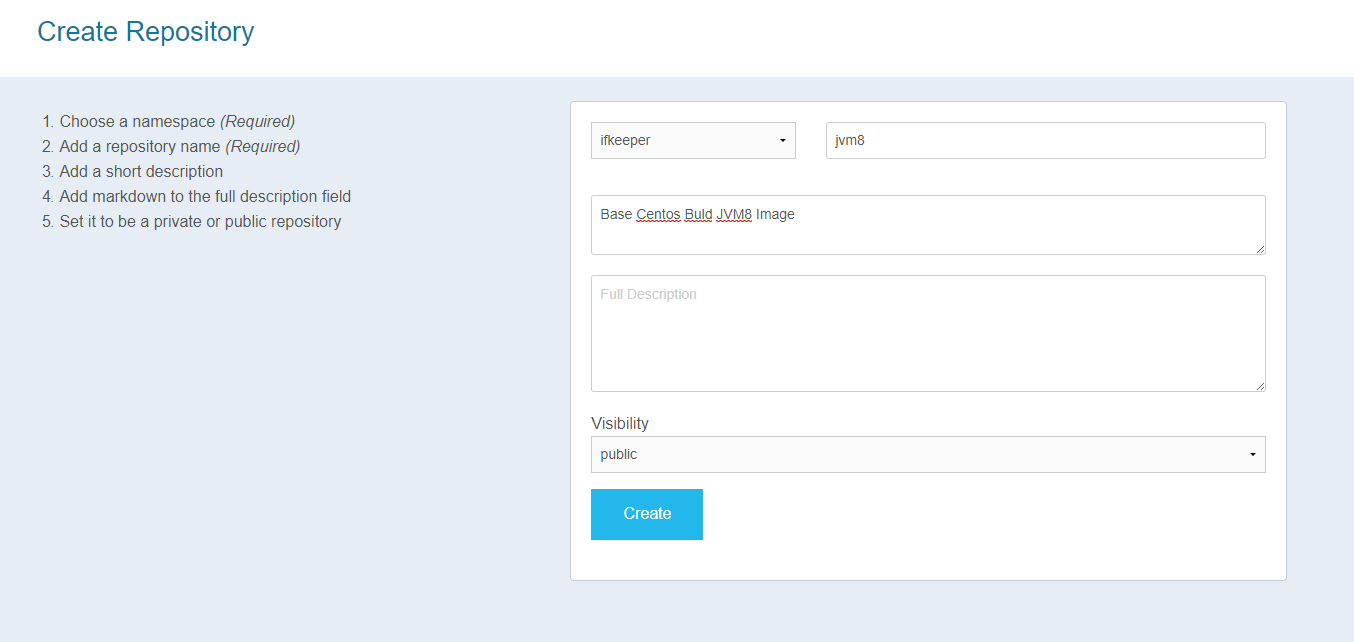 Create Repository
1. Choose a namespace (Required)
2. Add a repository name (Required)
3. Add a short description
4. Add markdown to the full description field
5. Set it to be a private or public repository
ifkeeper
jvm8
Base Centos Buld JVM8 Image
Full Description
Visibility
public
Create